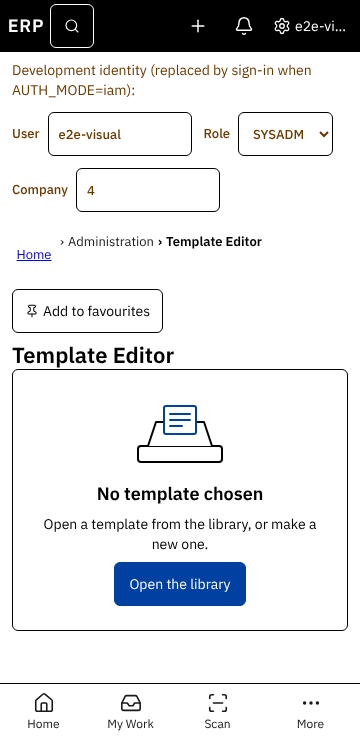 ERP
e2e-vi...
Development identity (replaced by sign-in when
AUTH_MODE=iam):
User e2e-visual Role SYSADM
Company 4
Home › Administration › Template Editor
Add to favourites
Template Editor
No template chosen
Open a template from the library, or make a
new one.
Open the library
Home My Work Scan More